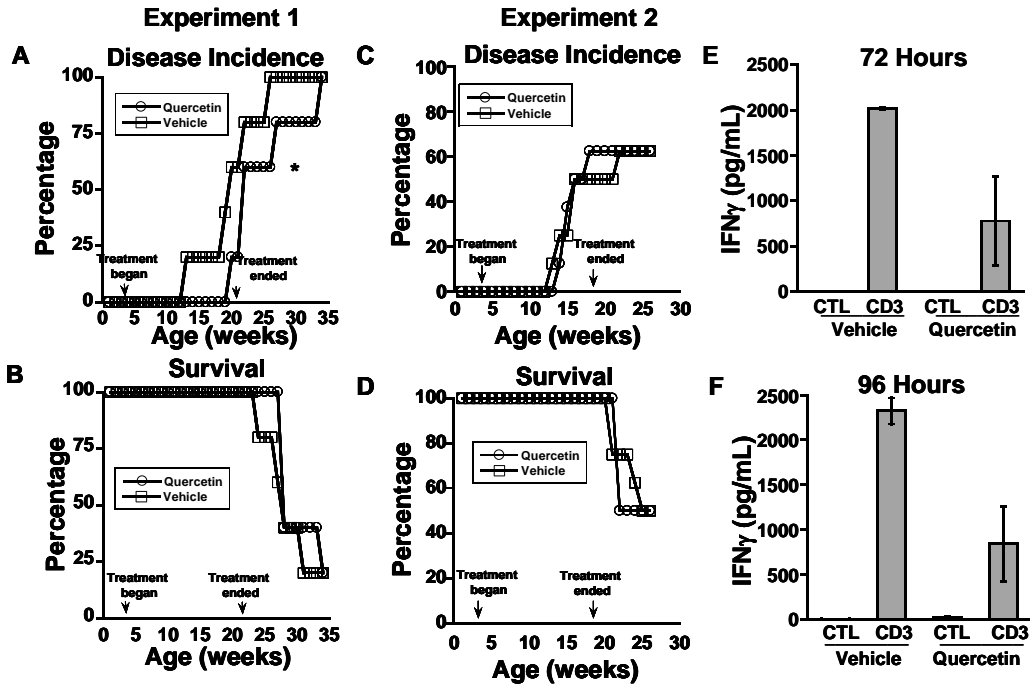 Experiment 1
Experiment 2
A
Disease Incidence
Percentage
100
75
50
25
0
Quercetin
Vehicle
*
Treatment
began
Treatment
ended
0 5 10 15 20 25 30 35
Age (weeks)
B
Survival
Percentage
100
75
50
25
0
Quercetin
Vehicle
Treatment
began
Treatment
ended
0 5 10 15 20 25 30 35
Age (weeks)
C
Disease Incidence
Percentage
100
80
60
40
20
0
Quercetin
Vehicle
Treatment
began
Treatment
ended
0 5 10 15 20 25 30
Age (weeks)
D
Survival
Percentage
100
80
60
40
20
0
Quercetin
Vehicle
Treatment
began
Treatment
ended
0 5 10 15 20 25 30
Age (weeks)
E
72 Hours
IFNγ (pg/mL)
2500
2000
1500
1000
500
0
CTL CD3 CTL CD3
Vehicle Quercetin
F
96 Hours
IFNγ (pg/mL)
2500
2000
1500
1000
500
0
CTL CD3 CTL CD3
Vehicle Quercetin